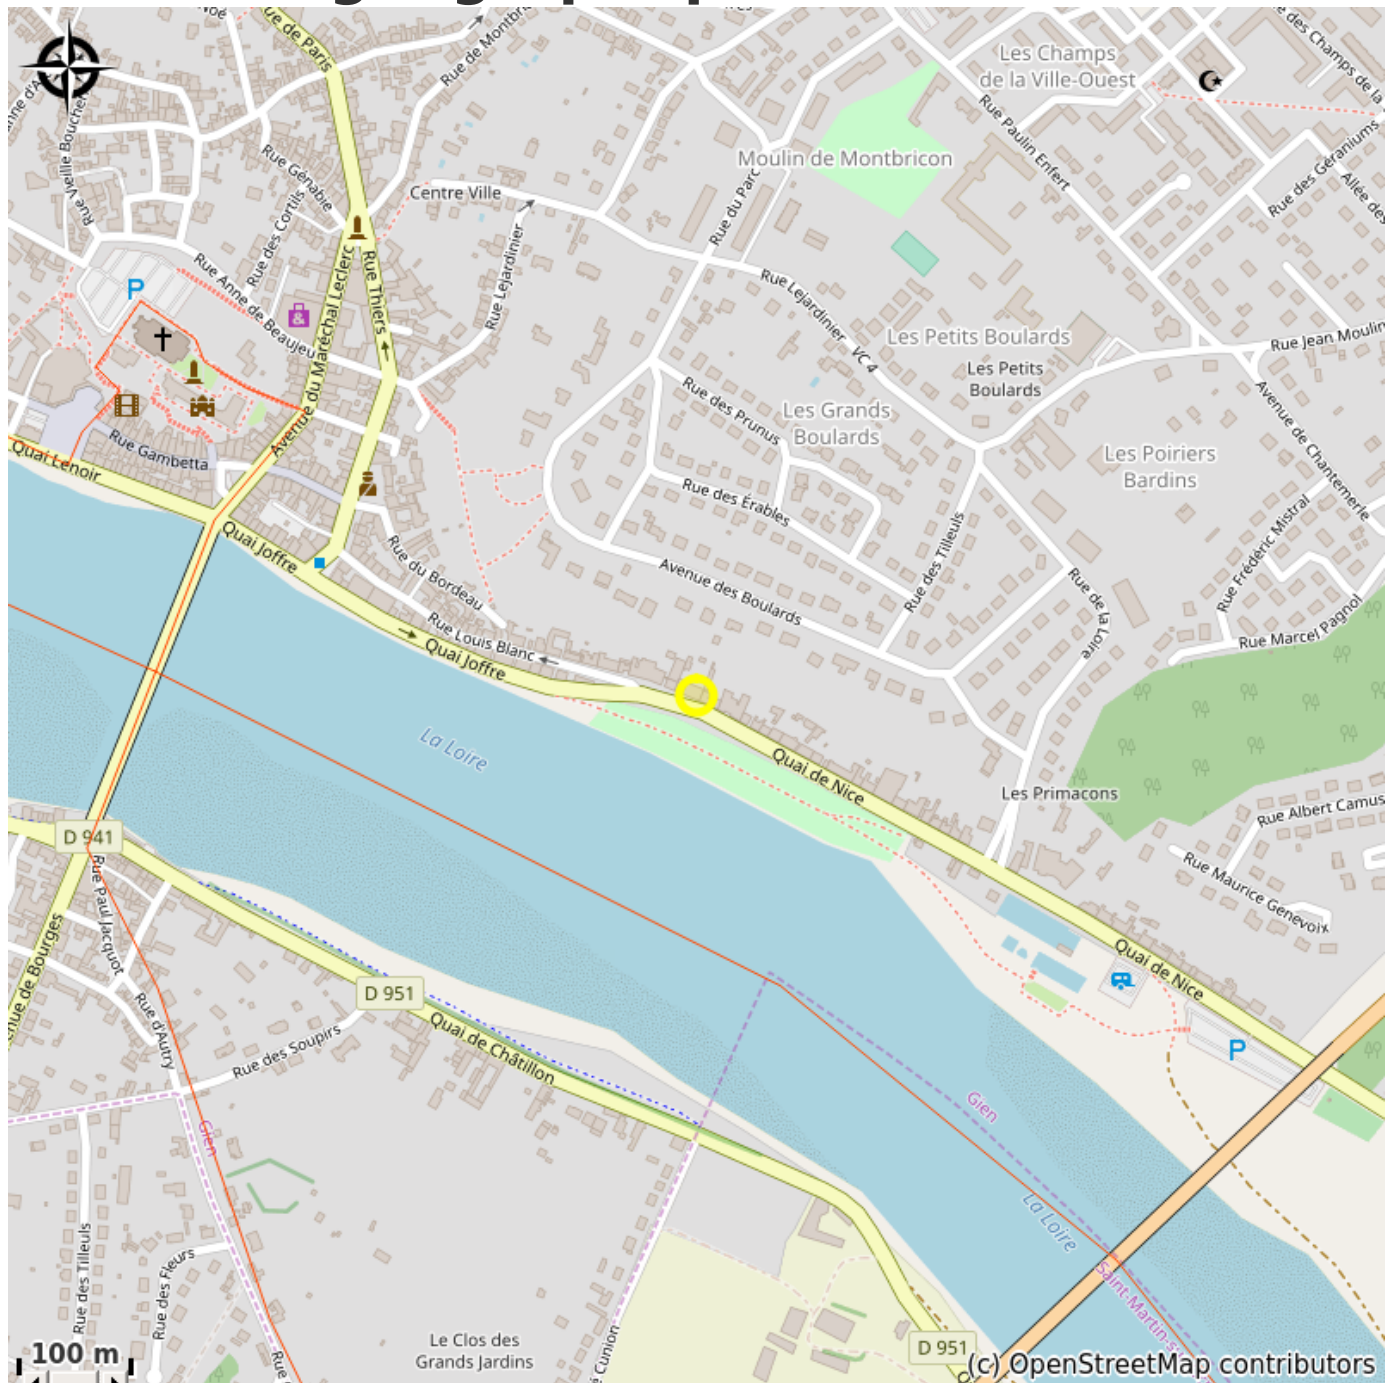 Rue de Paris
Rue de Montbri
Les Champs
de la Ville-Ouest
e des Champs de la
Rue Vieille Boucher
Rue Génabie
Rue des Cortils
Centre Ville
Moulin de Montbricon
Rue du Parc
Rue Paulin Enfert
Rue des Géraniums
Allée des
Rue Anne de Beaujeu
Avenue du Maréchal Leclerc
Rue Thiers
Rue Lejardinier
Rue Lejardinier
VC 4
Les Petits Boulards
Les Petits
Boulards
Rue Jean Moulin
P
&
Rue des Prunus
Les Grands
Boulards
Les Poiriers
Bardins
Avenue de Chantemerle
Rue Gambetta
Quai Lenoir
Quai Joffre
Rue des Érables
Rue des Tilleuls
Rue Frédéric Mistral
Rue du Bordeau
Avenue des Boulards
Rue de la Loire
Rue Marcel Pagnol
Rue Louis Blanc
Quai Joffre
La Loire
Quai de Nice
Les Primacons
Rue Albert Camus
Rue Maurice Genevoix
D 941
Rue Paul Jacquot
nue de Bourges
D 951
Quai de Châtillon
Quai de Nice
P
Rue d'Autry
Rue des Soupirs
Gien
Gien
La Loire
Saint-Martin-s
Rue des Tilleuls
Rue des Fleurs
Le Clos des
Grands Jardins
Cunion
D 951
100 m
(c) OpenStreetMap contributors